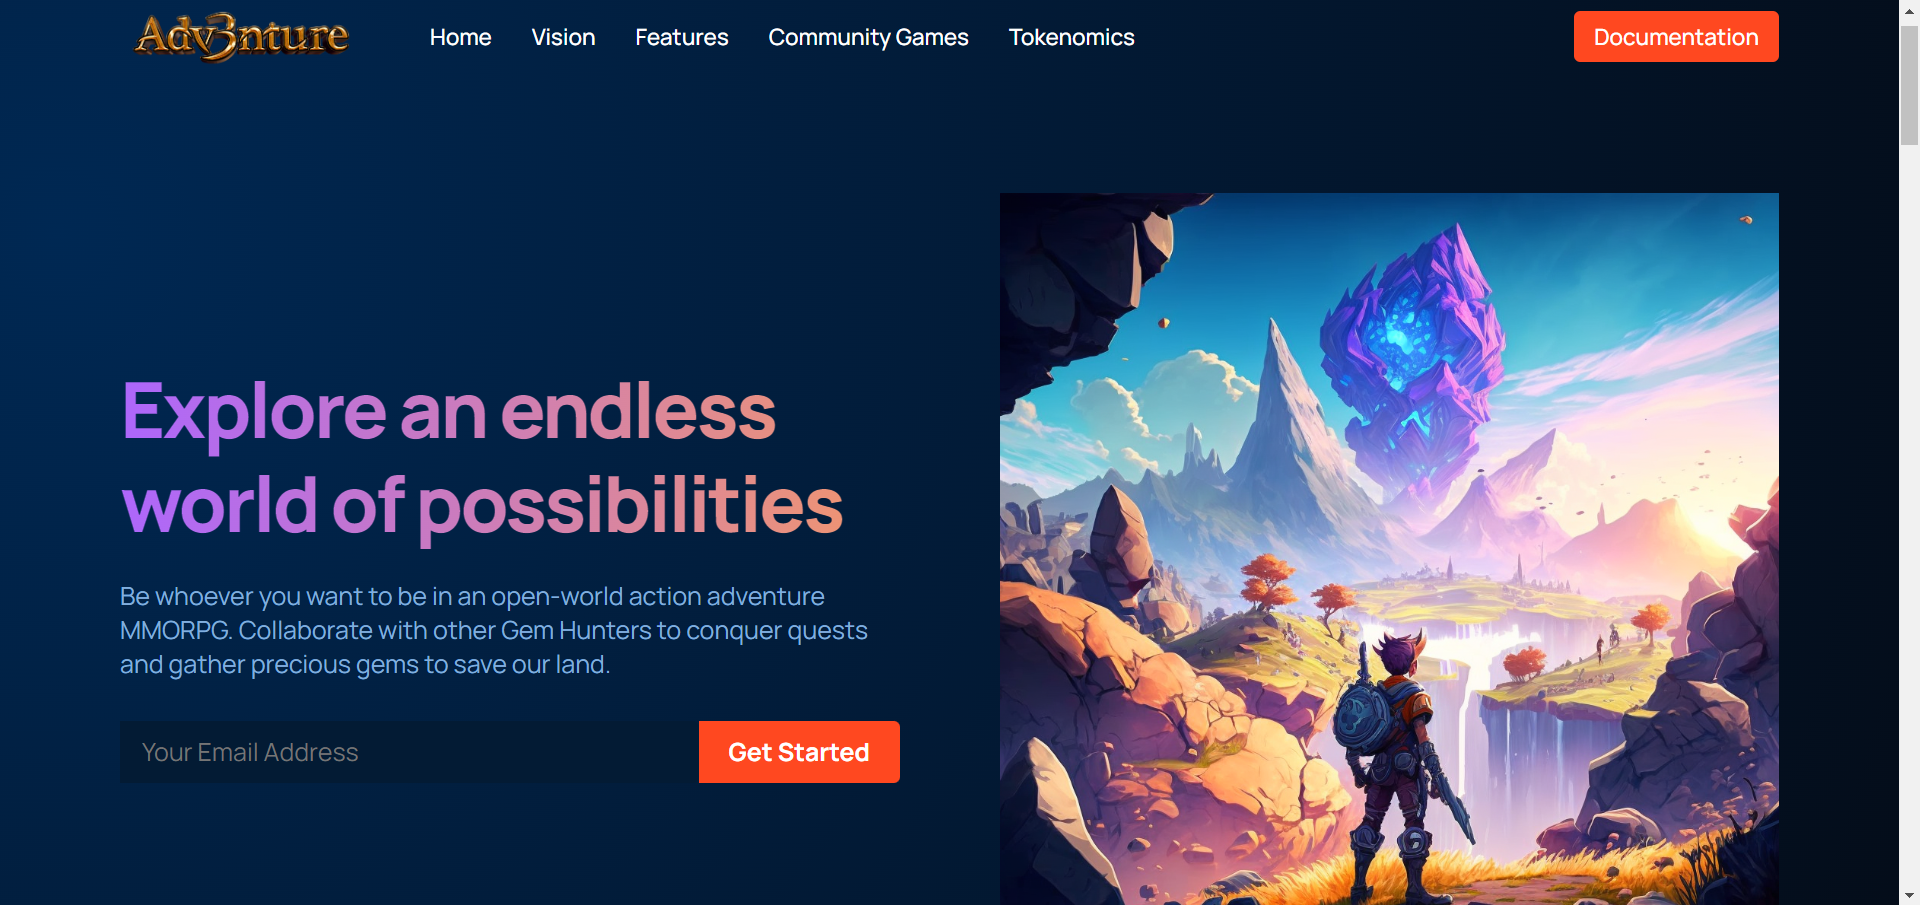 Adv3nture
Home
Vision
Features
Community Games
Tokenomics
Documentation
Explore an endless
world of possibilities
Be whoever you want to be in an open-world action adventure
MMORPG. Collaborate with other Gem Hunters to conquer quests
and gather precious gems to save our land.
Your Email Address
Get Started